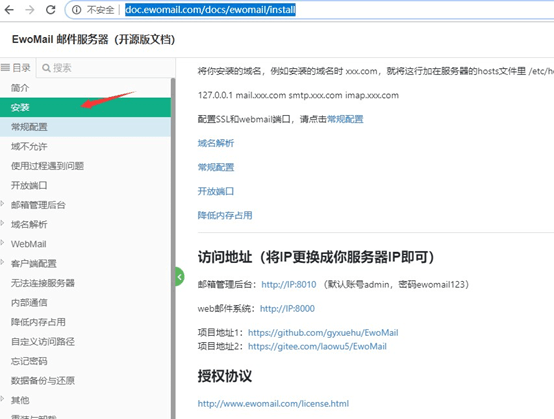 不安全 doc.ewomail.com/docs/ewomail/install
EwoMail 邮件服务器（开源版文档）
目录
搜索
简介
安装
常规配置
域不允许
使用过程遇到问题
开放端口
邮箱管理后台
域名解析
WebMail
客户端配置
无法连接服务器
内部通信
降低内存占用
自定义访问路径
忘记密码
数据备份与还原
其他
将你安装的域名，例如安装的域名时 xxx.com，就将这行加在服务器的hosts文件里 /etc/h
127.0.0.1 mail.xxx.com smtp.xxx.com imap.xxx.com
配置SSL和webmail端口，请点击常规配置
域名解析
常规配置
开放端口
降低内存占用
访问地址（将IP更换成你服务器IP即可）
邮箱管理后台：http://IP:8010 （默认账号admin，密码ewomail123）
web邮件系统：http://IP:8000
项目地址1：https://github.com/gyxuehu/EwoMail
项目地址2：https://gitee.com/laowu5/EwoMail
授权协议
http://www.ewomail.com/license.html